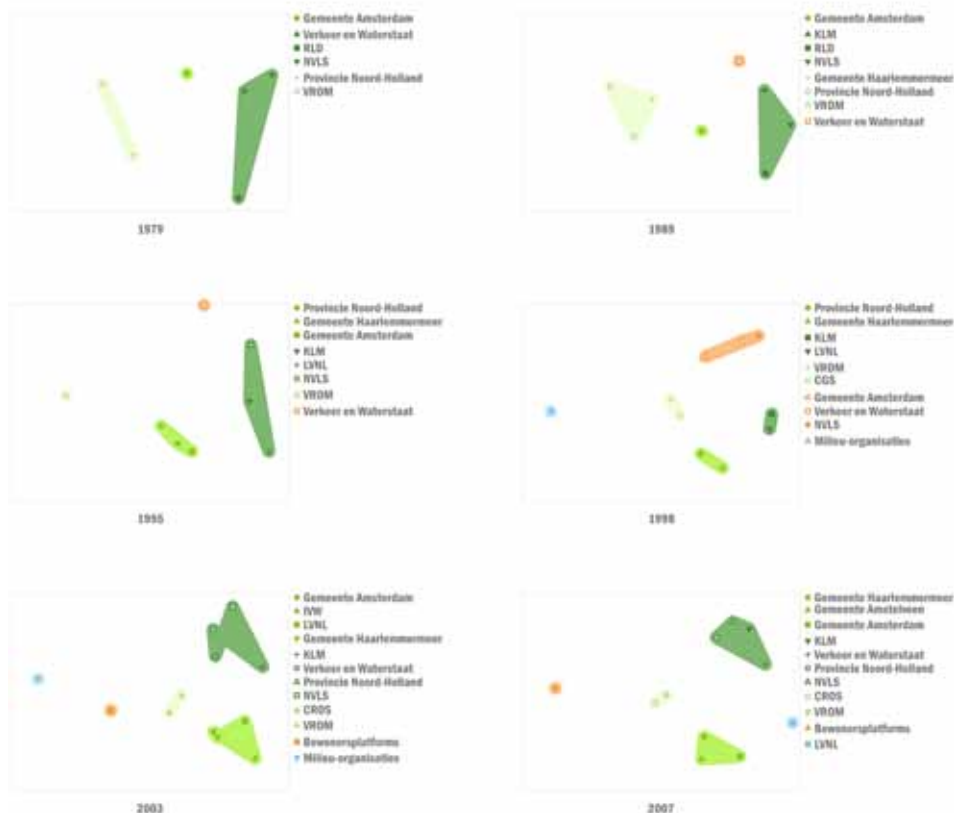 Gemeente Amsterdam
Verkeer en Waterstaat
RLD
NVLS
Provincie Noord-Holland
VROM
1979
Gemeente Amsterdam
KLM
RLD
NVLS
Gemeente Haarlemmermeer
Provincie Noord-Holland
VROM
Verkeer en Waterstaat
1989
Provincie Noord-Holland
Gemeente Haarlemmermeer
Gemeente Amsterdam
KLM
LVNL
NVLS
VROM
Verkeer en Waterstaat
1995
Provincie Noord-Holland
Gemeente Haarlemmermeer
KLM
LVNL
VROM
CGS
Gemeente Amsterdam
Verkeer en Waterstaat
NVLS
Milieu-organisaties
1998
Gemeente Amsterdam
IVW
LVNL
Gemeente Haarlemmermeer
KLM
Verkeer en Waterstaat
Provincie Noord-Holland
NVLS
CROS
VROM
Bewonersplatforms
Milieu-organisaties
2003
Gemeente Haarlemmermeer
Gemeente Amstelveen
Gemeente Amsterdam
KLM
Verkeer en Waterstaat
Provincie Noord-Holland
NVLS
CROS
VROM
Bewonersplatforms
LVNL
2007